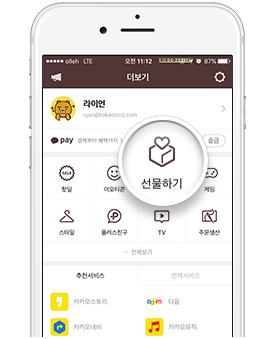 olleh LTE 오전 11:12 87%
더보기
라이언
ryan@kakaocorp.com
pay 결제부터 혜택까지 > 송금
선물하기
SALE
핫딜 이모티콘 게임
스타일 플러스친구 TV 주문생산
전체보기
추천서비스 전체서비스
카카오스토리 다음
카카오네비 카카오뮤직